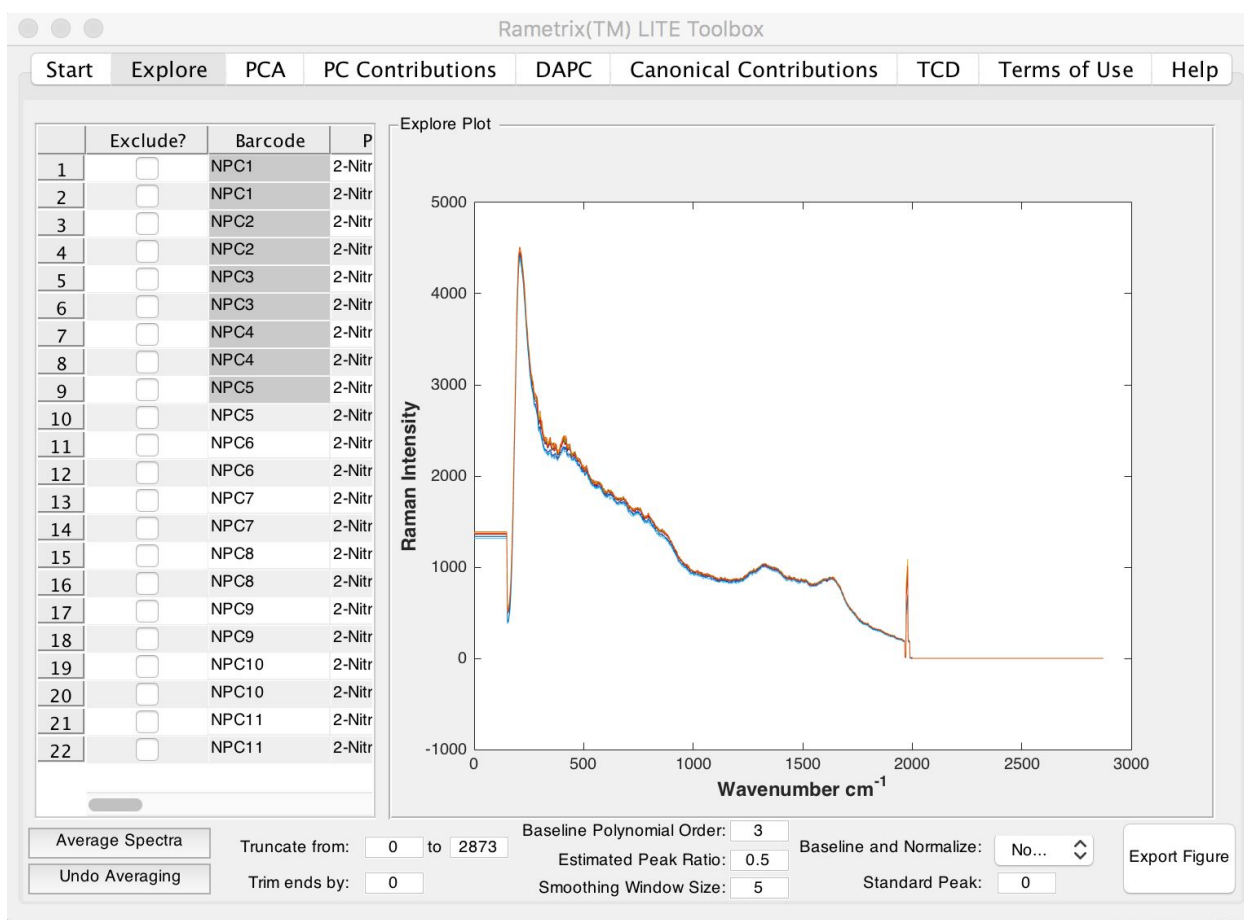 Rametrix(TM) LITE Toolbox
Start Explore PCA PC Contributions DAPC Canonical Contributions TCD Terms of Use Help
Exclude? Barcode P
1 NPC1 2-Nitr
2 NPC1 2-Nitr
3 NPC2 2-Nitr
4 NPC2 2-Nitr
5 NPC3 2-Nitr
6 NPC3 2-Nitr
7 NPC4 2-Nitr
8 NPC4 2-Nitr
9 NPC5 2-Nitr
10 NPC5 2-Nitr
11 NPC6 2-Nitr
12 NPC6 2-Nitr
13 NPC7 2-Nitr
14 NPC7 2-Nitr
15 NPC8 2-Nitr
16 NPC8 2-Nitr
17 NPC9 2-Nitr
18 NPC9 2-Nitr
19 NPC10 2-Nitr
20 NPC10 2-Nitr
21 NPC11 2-Nitr
22 NPC11 2-Nitr
Explore Plot
5000
4000
3000
2000
1000
0
-1000
Raman Intensity
0 500 1000 1500 2000 2500 3000
Wavenumber cm-1
Average Spectra
Undo Averaging
Truncate from: 0 to 2873
Trim ends by: 0
Baseline Polynomial Order: 3
Estimated Peak Ratio: 0.5
Smoothing Window Size: 5
Baseline and Normalize: No...
Standard Peak: 0
Export Figure